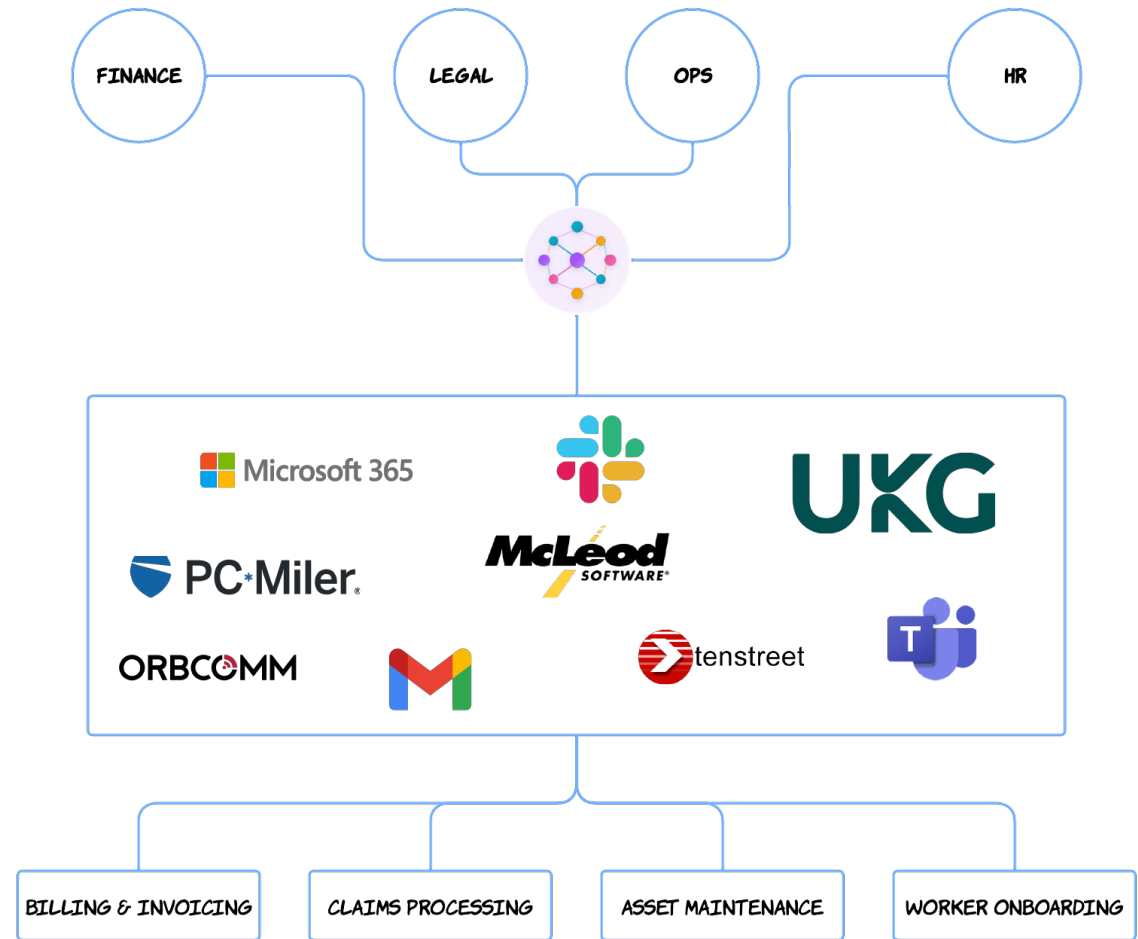 FINANCE
LEGAL
OPS
HR
Microsoft 365
UKG
PC*Miler®
McLeod
SOFTWARE®
ORBCOMM
tenstreet
T
BILLING & INVOICING
CLAIMS PROCESSING
ASSET MAINTENANCE
WORKER ONBOARDING